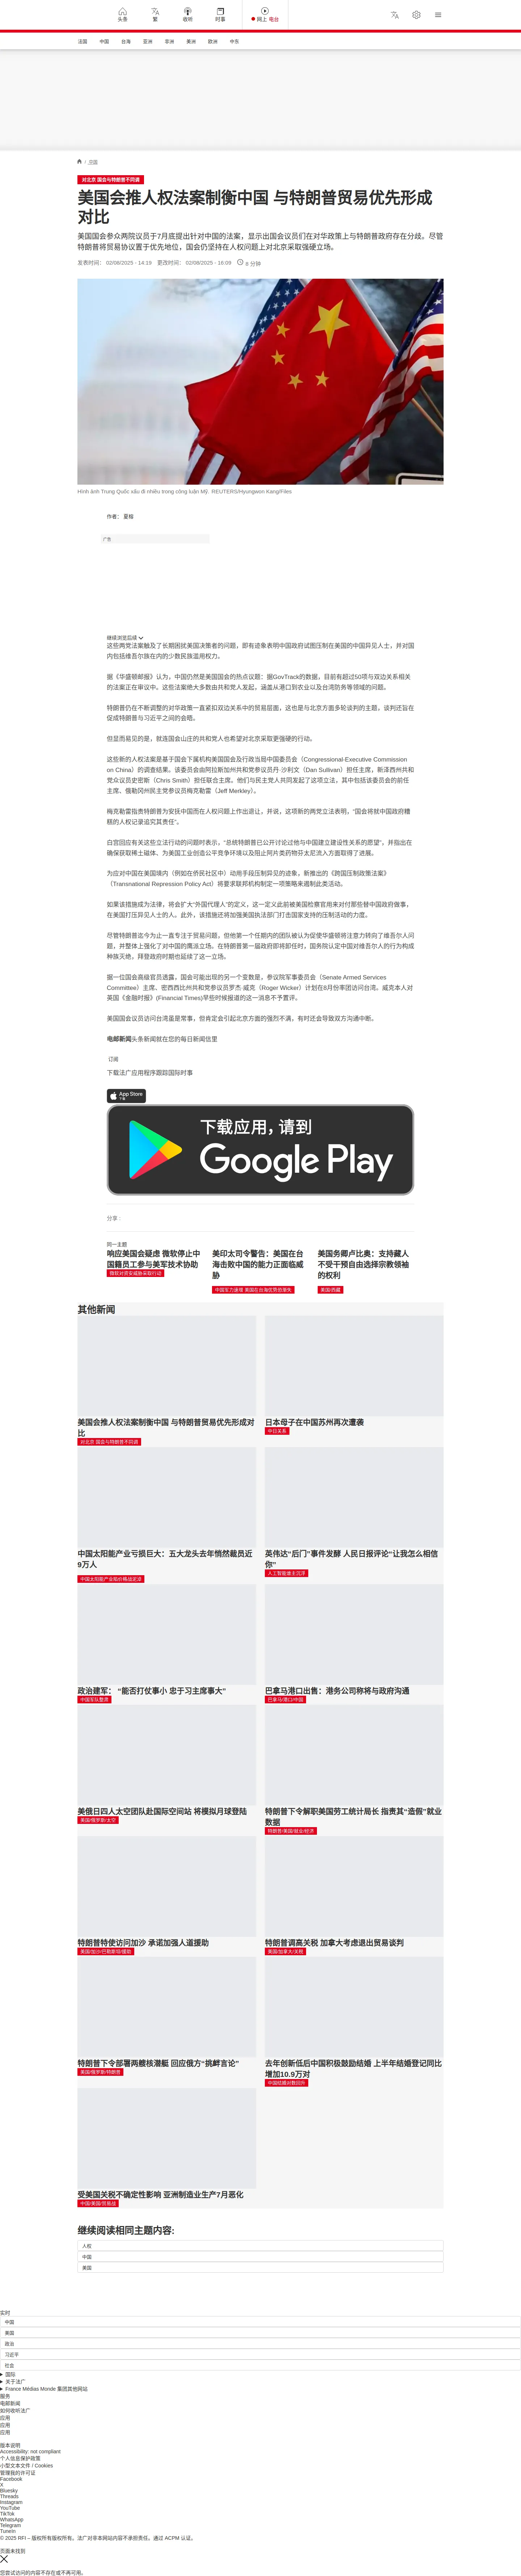 头条
繁
收听
时事
网上 电台
法国
中国
台海
亚洲
非洲
美洲
欧洲
中东
/ 中国
对北京 国会与特朗普不同调
美国会推人权法案制衡中国 与特朗普贸易优先形成对比
美国国会参众两院议员于7月底提出针对中国的法案，显示出国会议员们在对华政策上与特朗普政府存在分歧。尽管特朗普将贸易协议置于优先地位，国会仍坚持在人权问题上对北京采取强硬立场。
发表时间： 02/08/2025 - 14:19 更改时间： 02/08/2025 - 16:09 8 分钟
Hình ảnh Trung Quốc xấu đi nhiều trong công luận Mỹ. REUTERS/Hyungwon Kang/Files
作者： 夏榕
广告
继续浏览后续
这些两党法案触及了长期困扰美国决策者的问题，即有迹象表明中国政府试图压制在美国的中国异见人士，并对国内包括维吾尔族在内的少数民族滥用权力。
据《华盛顿邮报》认为，中国仍然是美国国会的热点议题：据GovTrack的数据，目前有超过50项与双边关系相关的法案正在审议中。这些法案绝大多数由共和党人发起，涵盖从港口到农业以及台湾防务等领域的问题。
特朗普仍在不断调整的对华政策一直紧扣双边关系中的贸易层面，这也是与北京方面多轮谈判的主题，谈判还旨在促成特朗普与习近平之间的会晤。
但显而易见的是，就连国会山庄的共和党人也希望对北京采取更强硬的行动。
这些新的人权法案是基于国会下属机构美国国会及行政当局中国委员会（Congressional-Executive Commission on China）的调查结果。该委员会由阿拉斯加州共和党参议员丹·沙利文（Dan Sullivan）担任主席，新泽西州共和党众议员史密斯（Chris Smith）担任联合主席。他们与民主党人共同发起了这项立法，其中包括该委员会的前任主席、俄勒冈州民主党参议员梅克勒雷（Jeff Merkley）。
梅克勒雷指责特朗普为安抚中国而在人权问题上作出退让，并说，这项新的两党立法表明，“国会将就中国政府糟糕的人权记录追究其责任”。
白宫回应有关这些立法行动的问题时表示，“总统特朗普已公开讨论过他与中国建立建设性关系的愿望”，并指出在确保获取稀土磁体、为美国工业创造公平竞争环境以及阻止阿片类药物芬太尼流入方面取得了进展。
为应对中国在美国境内（例如在侨民社区中）动用手段压制异见的迹象，新推出的《跨国压制政策法案》（Transnational Repression Policy Act）将要求联邦机构制定一项策略来遏制此类活动。
如果该措施成为法律，将会扩大“外国代理人”的定义，这一定义此前被美国检察官用来对付那些替中国政府做事，在美国打压异见人士的人。此外，该措施还将加强美国执法部门打击国家支持的压制活动的力度。
尽管特朗普迄今为止一直专注于贸易问题，但他第一个任期内的团队被认为促使华盛顿将注意力转向了维吾尔人问题，并整体上强化了对中国的鹰派立场。在特朗普第一届政府即将卸任时，国务院认定中国对维吾尔人的行为构成种族灭绝，拜登政府时期也延续了这一立场。
据一位国会高级官员透露，国会可能出现的另一个变数是，参议院军事委员会（Senate Armed Services Committee）主席、密西西比州共和党参议员罗杰·威克（Roger Wicker）计划在8月份率团访问台湾。威克本人对英国《金融时报》(Financial Times)早些时候报道的这一消息不予置评。
美国国会议员访问台湾虽是常事，但肯定会引起北京方面的强烈不满，有时还会导致双方沟通中断。
电邮新闻头条新闻就在您的每日新闻信里
订阅
下载法广应用程序跟踪国际时事
App Store
下载
下载应用，请到
Google Play
分享 :
同一主题
响应美国会疑虑 微软停止中国籍员工参与美军技术协助
微软对质安威胁采取行动
美印太司令警告：美国在台海击败中国的能力正面临威胁
中国军力速增 美国在台海优势恐渐失
美国务卿卢比奥：支持藏人不受干预自由选择宗教领袖的权利
美国/西藏
其他新闻
美国会推人权法案制衡中国 与特朗普贸易优先形成对比
对北京 国会与特朗普不同调
日本母子在中国苏州再次遭袭
中日关系
中国太阳能产业亏损巨大：五大龙头去年悄然裁员近9万人
中国太阳能产业陷价格战泥淖
英伟达“后门”事件发酵 人民日报评论“让我怎么相信你”
人工智能谁主沉浮
政治建军： “能否打仗事小 忠于习主席事大”
中国军队整肃
巴拿马港口出售：港务公司称将与政府沟通
巴拿马/港口/中国
美俄日四人太空团队赴国际空间站 将模拟月球登陆
美国/俄罗斯/太空
特朗普下令解职美国劳工统计局长 指责其“造假”就业数据
特朗普/美国/就业/经济
特朗普特使访问加沙 承诺加强人道援助
美国/加沙/巴勒斯坦/援助
特朗普调高关税 加拿大考虑退出贸易谈判
美国/加拿大/关税
特朗普下令部署两艘核潜艇 回应俄方“挑衅言论”
美国/俄罗斯/特朗普
去年创新低后中国积极鼓励结婚 上半年结婚登记同比增加10.9万对
中国结婚对数回升
受美国关税不确定性影响 亚洲制造业生产7月恶化
中国/美国/贸易战
继续阅读相同主题内容:
人权
中国
美国
实时
中国
美国
政治
习近平
社会
国际
关于法广
France Médias Monde 集团其他网站
服务
电邮新闻
如何收听法广
应用
应用
应用
版本说明
Accessibility: not compliant
个人信息保护政策
小型文本文件 / Cookies
管理我的许可证
Facebook
X
Bluesky
Threads
Instagram
YouTube
TikTok
WhatsApp
Telegram
TuneIn
© 2025 RFI – 版权所有版权所有。法广对非本网站内容不承担责任。通过 ACPM 认证。
页面未找到
您尝试访问的内容不存在或不再可用。